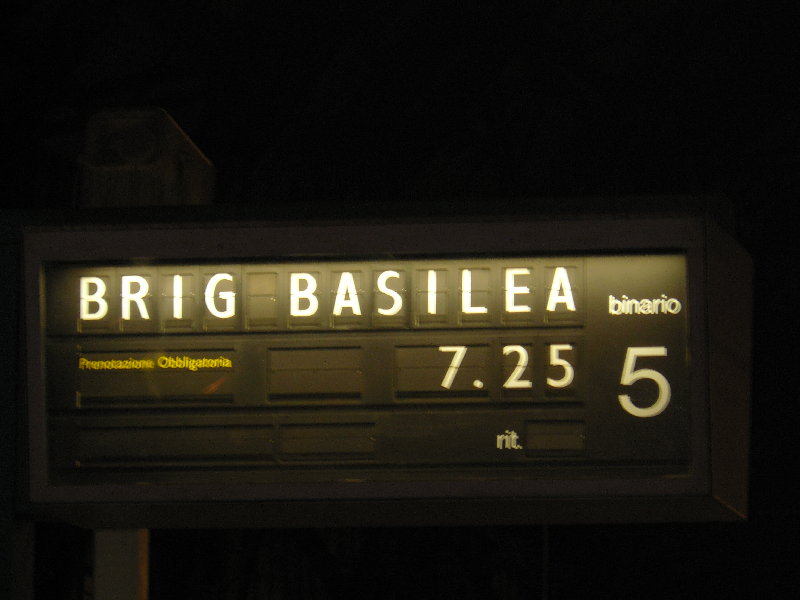 BRIG BASILEA
binario
Prenotazione Obbligatoria
7.25
5
rit.